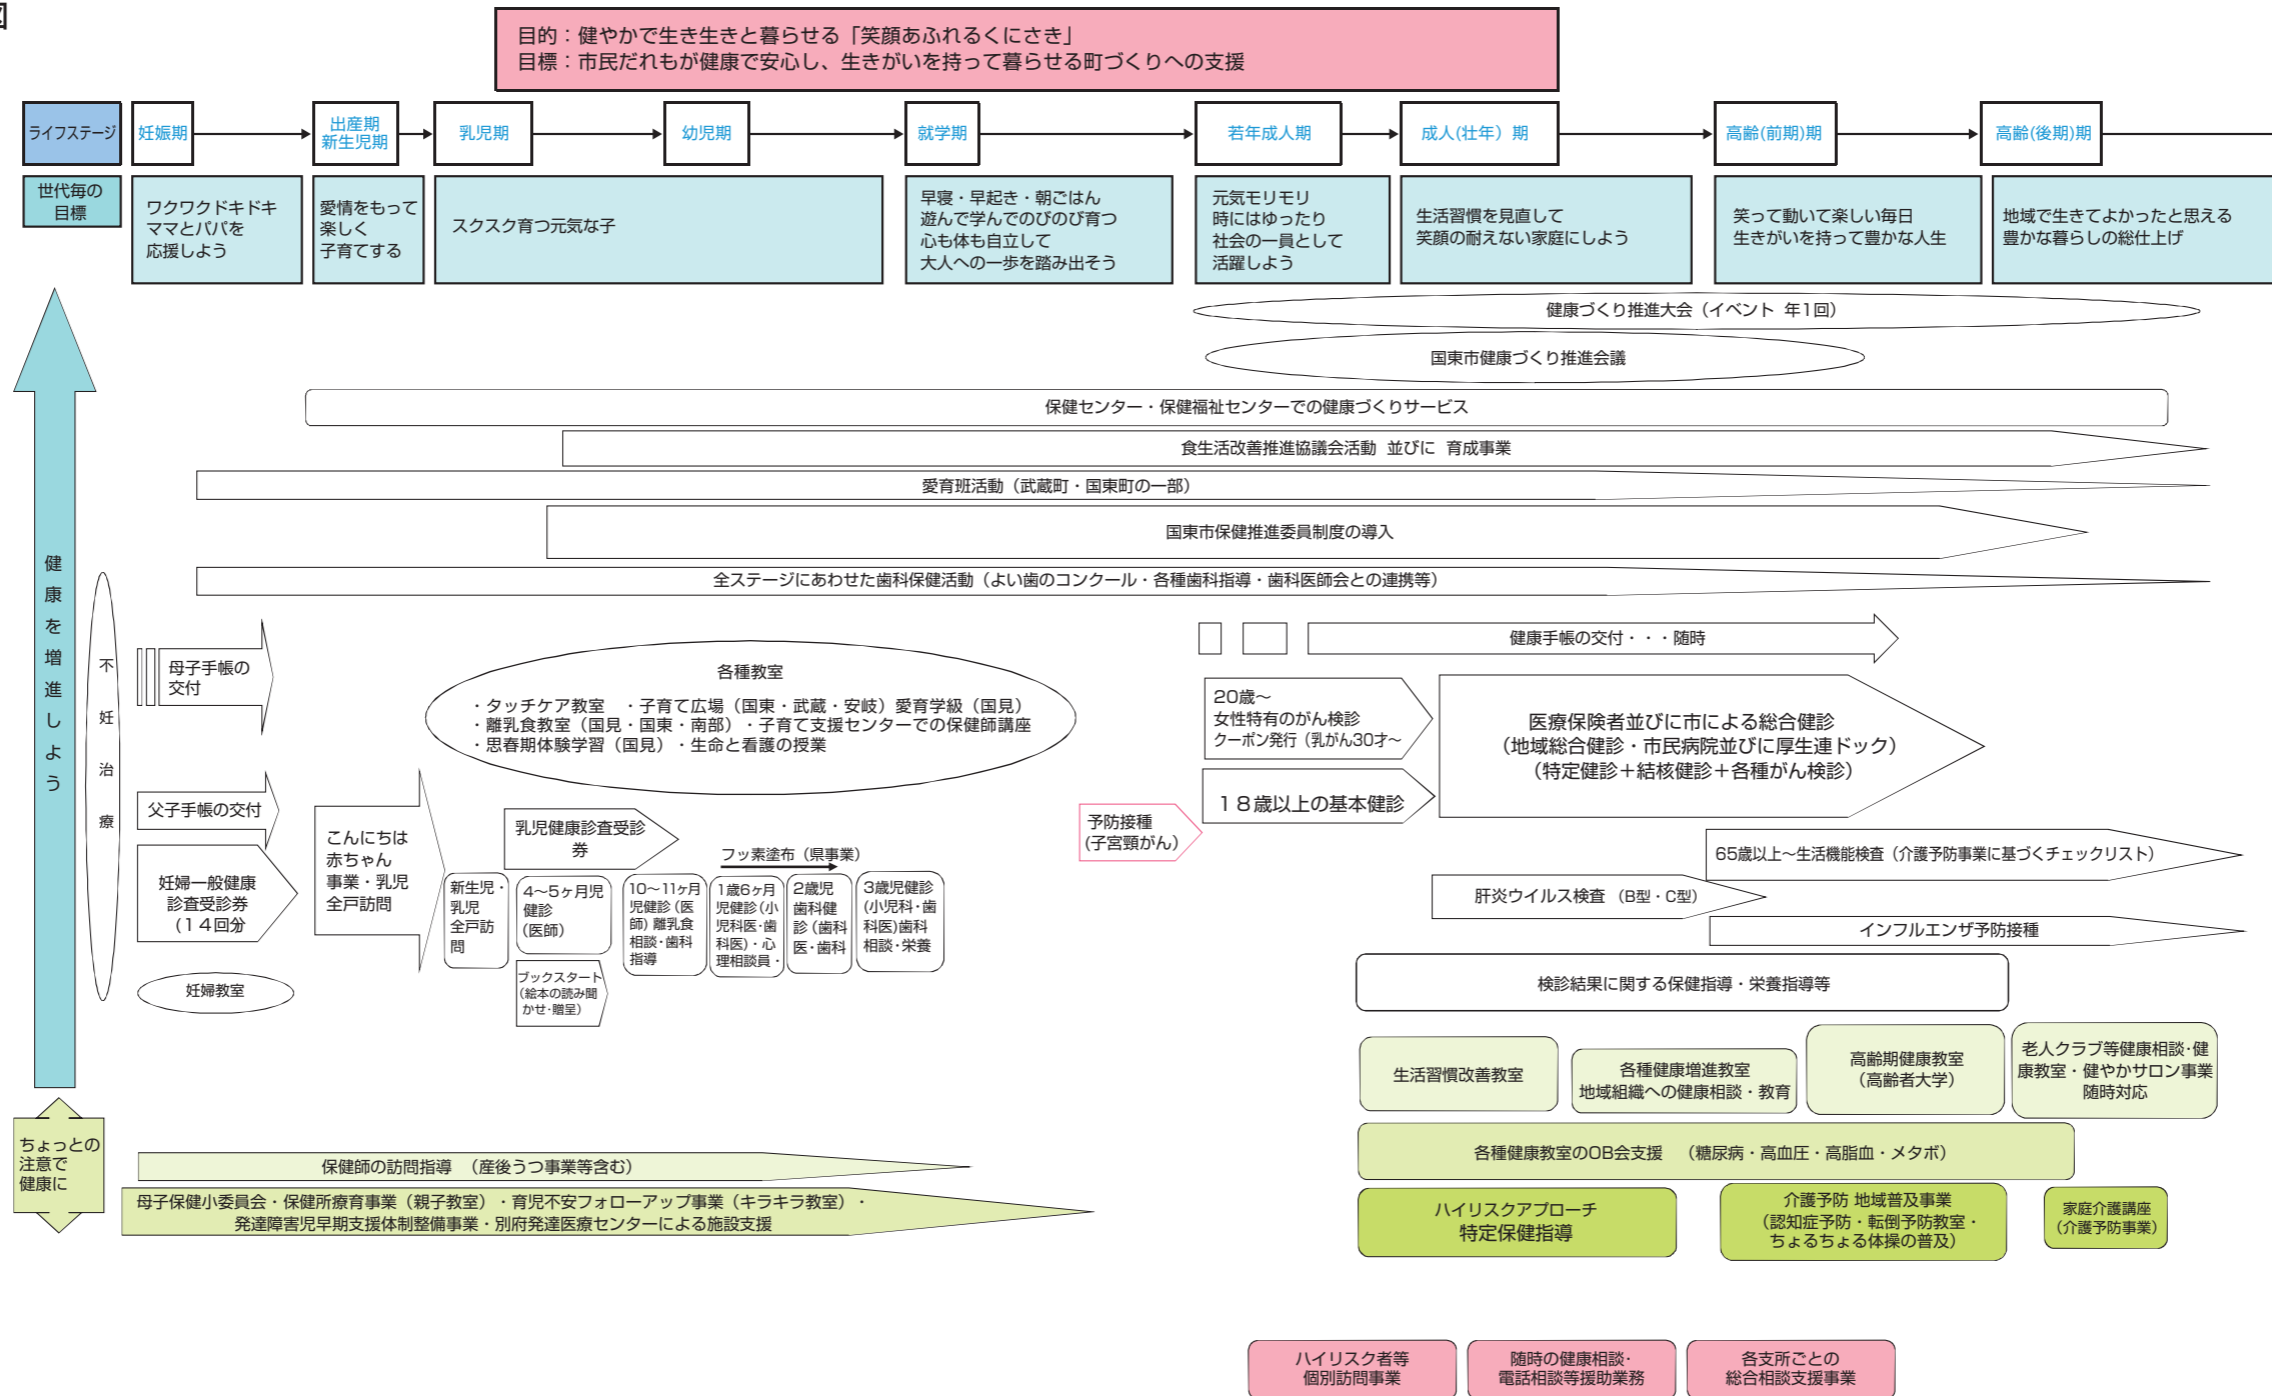 図
目的：健やかで生き生きと暮らせる「笑顔あふれるくにさき」
目標：市民だれもが健康で安心し、生きがいを持って暮らせる町づくりへの支援
ライフステージ
妊娠期
出産期
新生児期
乳児期
幼児期
就学期
若年成人期
成人(壮年）期
高齢(前期)期
高齢(後期)期
世代毎の
目標
ワクワクドキドキ
ママとパパを
応援しよう
愛情をもって
楽しく
子育てする
スクスク育つ元気な子
早寝・早起き・朝ごはん
遊んで学んでのびのび育つ
心も体も自立して
大人への一歩を踏み出そう
元気モリモリ
時にはゆったり
社会の一員として
活躍しよう
生活習慣を見直して
笑顔の耐えない家庭にしよう
笑って動いて楽しい毎日
生きがいを持って豊かな人生
地域で生きてよかったと思える
豊かな暮らしの総仕上げ
健康づくり推進大会（イベント 年1回）
国東市健康づくり推進会議
保健センター・保健福祉センターでの健康づくりサービス
食生活改善推進協議会活動 並びに 育成事業
愛育班活動（武蔵町・国東町の一部）
国東市保健推進委員制度の導入
全ステージにあわせた歯科保健活動（よい歯のコンクール・各種歯科指導・歯科医師会との連携等）
健康を増進しよう
不妊治療
母子手帳の
交付
父子手帳の交付
妊婦一般健康
診査受診券
(１４回分
妊婦教室
こんにちは
赤ちゃん
事業・乳児
全戸訪問
各種教室
・タッチケア教室　・子育て広場（国東・武蔵・安岐）愛育学級（国見）
・離乳食教室（国見・国東・南部）・子育て支援センターでの保健師講座
・思春期体験学習（国見）・生命と看護の授業
乳児健康診査受診
券
フッ素塗布（県事業）
新生児・
乳児
全戸訪
問
4〜5ヶ月児
健診
（医師）
10〜11ヶ月
児健診（医
師）離乳食
相談・歯科
指導
1歳6ヶ月
児健診（小
児科医・歯
科医）・心
理相談員・
2歳児
歯科健
診（歯科
医・歯科
3歳児健診
(小児科・歯
科医)歯科
相談・栄養
ブックスタート
（絵本の読み聞
かせ・贈呈）
健康手帳の交付・・・随時
20歳〜
女性特有のがん検診
クーポン発行（乳がん30才〜
１８歳以上の基本健診
予防接種
(子宮頸がん)
医療保険者並びに市による総合健診
（地域総合健診・市民病院並びに厚生連ドック）
（特定健診＋結核健診＋各種がん検診）
65歳以上〜生活機能検査（介護予防事業に基づくチェックリスト）
肝炎ウイルス検査 （B型・C型）
インフルエンザ予防接種
検診結果に関する保健指導・栄養指導等
生活習慣改善教室
各種健康増進教室
地域組織への健康相談・教育
高齢期健康教室
（高齢者大学）
老人クラブ等健康相談・健
康教室・健やかサロン事業
随時対応
ちょっとの
注意で
健康に
保健師の訪問指導　（産後うつ事業等含む）
母子保健小委員会・保健所療育事業（親子教室）・育児不安フォローアップ事業（キラキラ教室）・
発達障害児早期支援体制整備事業・別府発達医療センターによる施設支援
各種健康教室のOB会支援　（糖尿病・高血圧・高脂血・メタボ）
ハイリスクアプローチ
特定保健指導
介護予防 地域普及事業
（認知症予防・転倒予防教室・
ちょるちょる体操の普及）
家庭介護講座
（介護予防事業）
ハイリスク者等
個別訪問事業
随時の健康相談・
電話相談等援助業務
各支所ごとの
総合相談支援事業